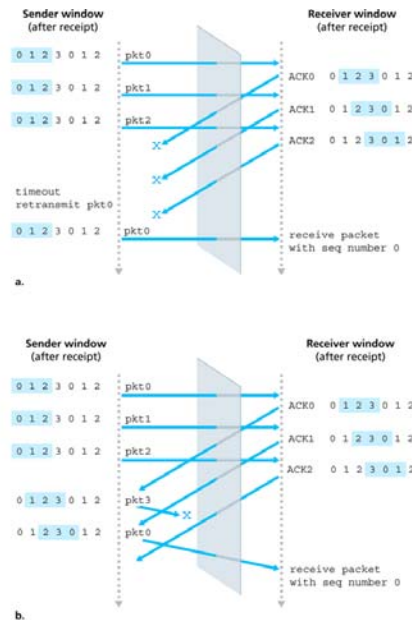 Sender window
(after receipt)
Receiver window
(after receipt)
0 1 2 3 0 1 2
pkt0
ACK0
0 1 2 3 0 1 2
0 1 2 3 0 1 2
pkt1
ACK1
0 1 2 3 0 1 2
0 1 2 3 0 1 2
pkt2
ACK2
0 1 2 3 0 1 2
X
X
timeout
retransmit pkt0
X
0 1 2 3 0 1 2
pkt0
receive packet
with seq number 0
a.
Sender window
(after receipt)
Receiver window
(after receipt)
0 1 2 3 0 1 2
pkt0
ACK0
0 1 2 3 0 1 2
0 1 2 3 0 1 2
pkt1
ACK1
0 1 2 3 0 1 2
0 1 2 3 0 1 2
pkt2
ACK2
0 1 2 3 0 1 2
0 1 2 3 0 1 2
pkt3
X
0 1 2 3 0 1 2
pkt0
receive packet
with seq number 0
b.